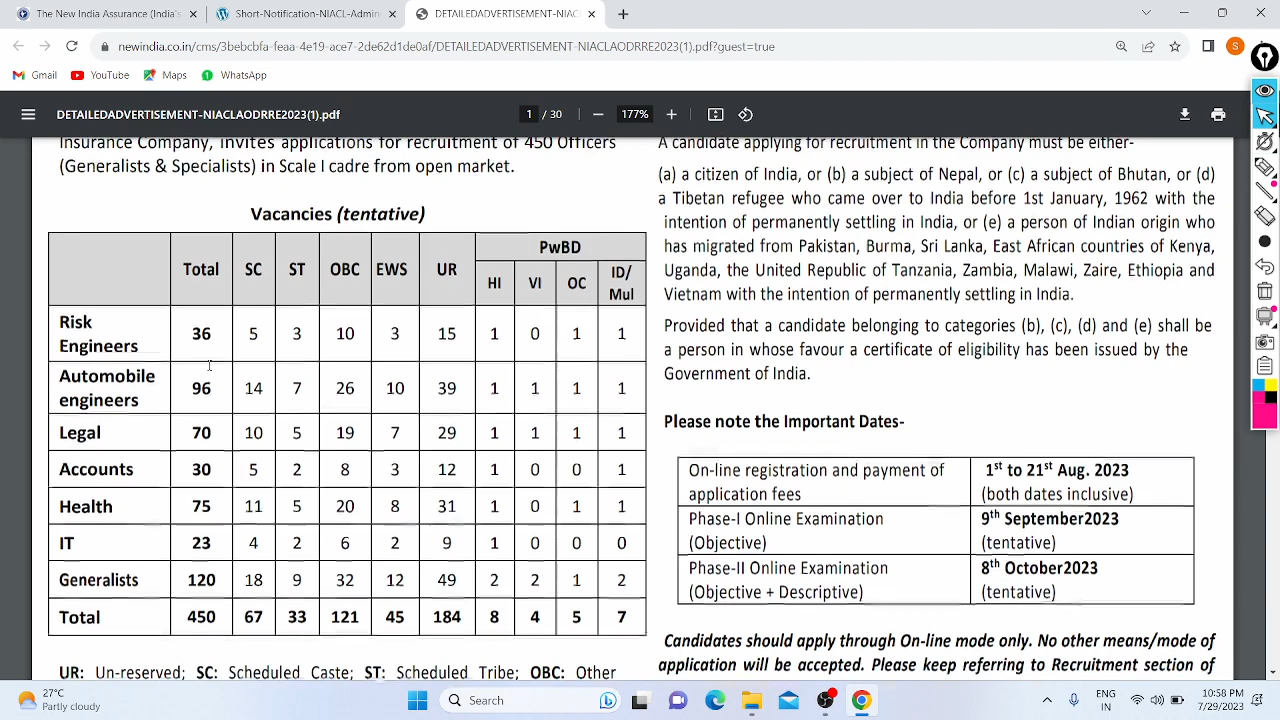 The New India Assurance (India's
Short-Notification-NIACL-Admin
DETAILEDADVERTISEMENT-NIACLA
newindia.co.in/cms/3bebcbfa-feaa-4e19-ace7-2de62d1de0af/DETAILEDADVERTISEMENT-NIACLAODRRE2023(1).pdf?guest=true
S
Gmail YouTube Maps WhatsApp
DETAILEDADVERTISEMENT-NIACLAODRRE2023(1).pdf 1 / 30 177%
Insurance Company, invites applications for recruitment of 450 Officers
(Generalists & Specialists) in Scale I cadre from open market.
Vacancies (tentative)
Total SC ST OBC EWS UR PwBD
HI VI OC ID/
Mul
Risk
Engineers 36 5 3 10 3 15 1 0 1 1
Automobile
engineers 96 14 7 26 10 39 1 1 1 1
Legal 70 10 5 19 7 29 1 1 1 1
Accounts 30 5 2 8 3 12 1 0 0 1
Health 75 11 5 20 8 31 1 0 1 1
IT 23 4 2 6 2 9 1 0 0 0
Generalists 120 18 9 32 12 49 2 2 1 2
Total 450 67 33 121 45 184 8 4 5 7
UR: Un-reserved; SC: Scheduled Caste; ST: Scheduled Tribe; OBC: Other
A candidate applying for recruitment in the Company must be either-
(a) a citizen of India, or (b) a subject of Nepal, or (c) a subject of Bhutan, or (d)
a Tibetan refugee who came over to India before 1st January, 1962 with the
intention of permanently settling in India, or (e) a person of Indian origin who
has migrated from Pakistan, Burma, Sri Lanka, East African countries of Kenya,
Uganda, the United Republic of Tanzania, Zambia, Malawi, Zaire, Ethiopia and
Vietnam with the intention of permanently settling in India.
Provided that a candidate belonging to categories (b), (c), (d) and (e) shall be
a person in whose favour a certificate of eligibility has been issued by the
Government of India.
Please note the Important Dates-
On-line registration and payment of 1st to 21st Aug. 2023
application fees (both dates inclusive)
Phase-I Online Examination 9th September2023
(Objective) (tentative)
Phase-II Online Examination 8th October2023
(Objective + Descriptive) (tentative)
Candidates should apply through On-line mode only. No other means/mode of
application will be accepted. Please keep referring to Recruitment section of
27°C
Partly cloudy
Search
ENG
IN
10:58 PM
7/29/2023